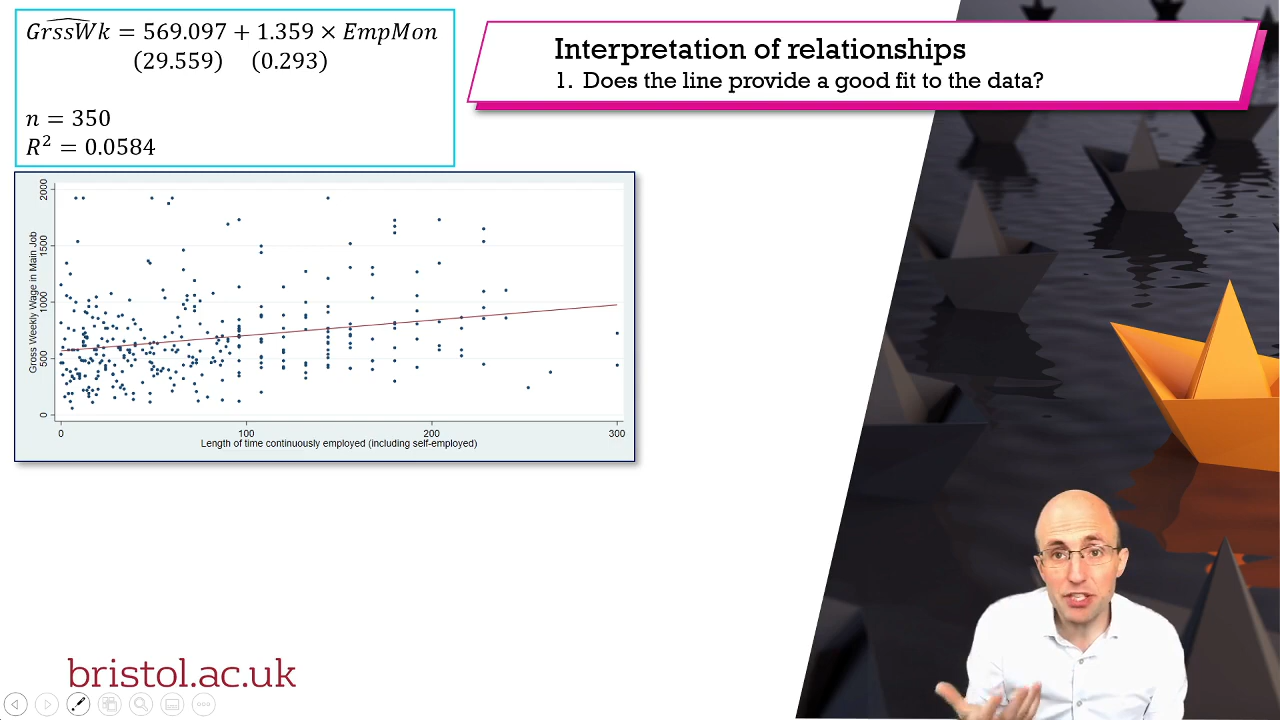 GrssWk^ = 569.097 + 1.359 × EmpMon
(29.559) (0.293)
n = 350
R² = 0.0584
Interpretation of relationships
1. Does the line provide a good fit to the data?
Gross Weekly Wage in Main Job
2000
1500
1000
500
0
0 100 200 300
Length of time continuously employed (including self-employed)
bristol.ac.uk